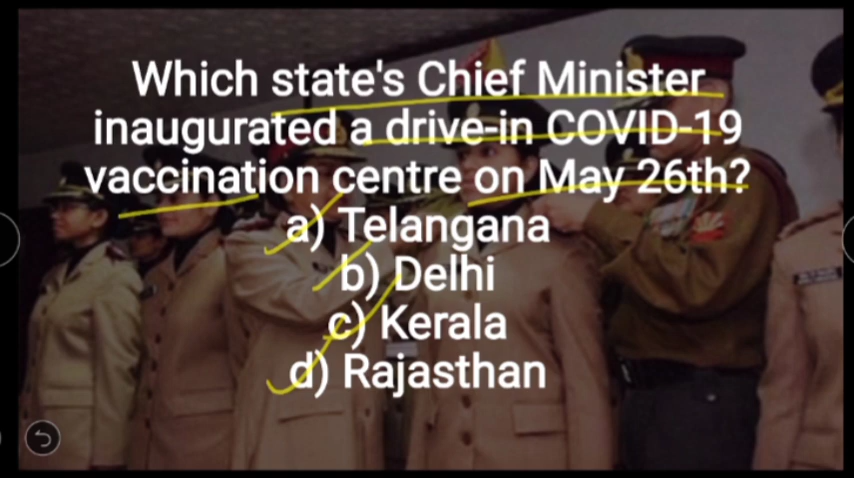 Which state's Chief Minister
inaugurated a drive-in COVID-19
vaccination centre on May 26th?
a) Telangana
b) Delhi
c) Kerala
d) Rajasthan